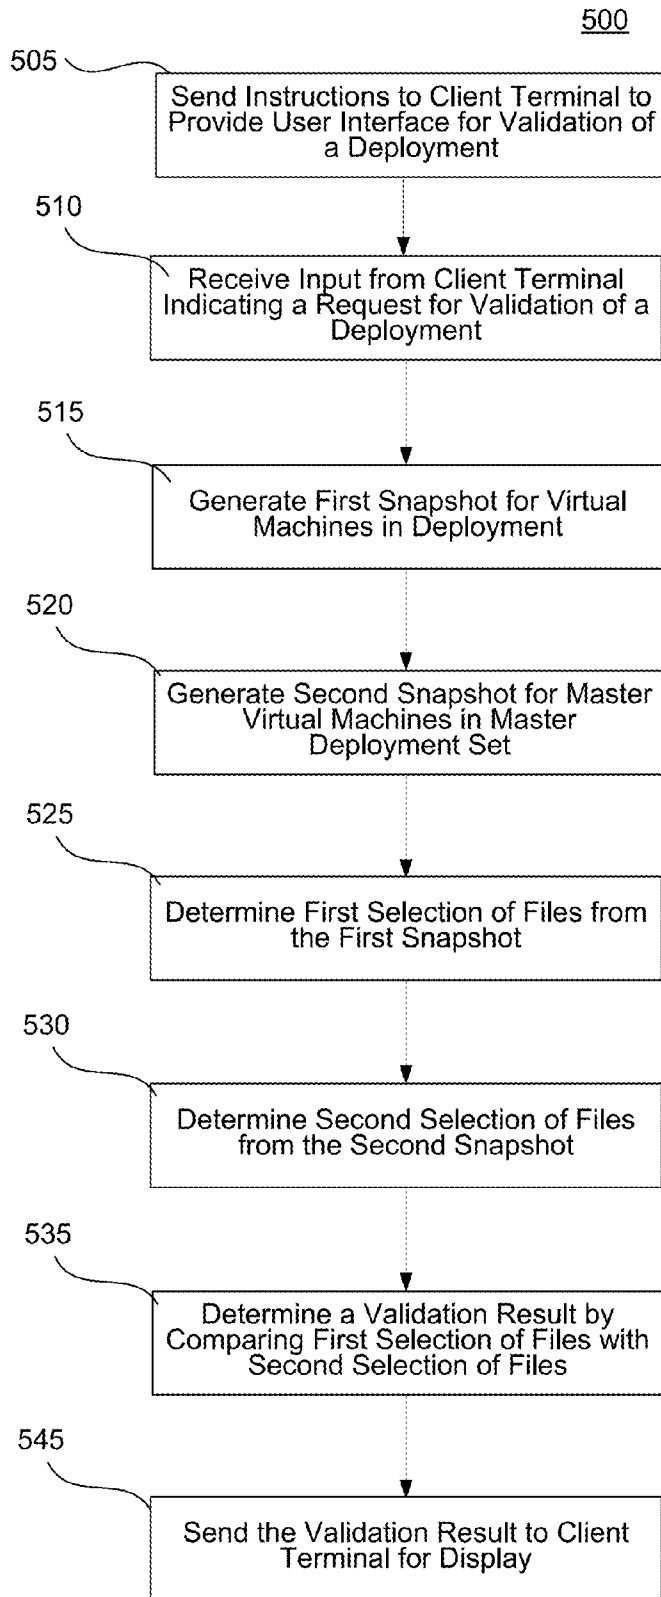 500
505
Send Instructions to Client Terminal to
Provide User Interface for Validation of
a Deployment
510
Receive Input from Client Terminal
Indicating a Request for Validation of a
Deployment
515
Generate First Snapshot for Virtual
Machines in Deployment
520
Generate Second Snapshot for Master
Virtual Machines in Master
Deployment Set
525
Determine First Selection of Files from
the First Snapshot
530
Determine Second Selection of Files
from the Second Snapshot
535
Determine a Validation Result by
Comparing First Selection of Files with
Second Selection of Files
545
Send the Validation Result to Client
Terminal for Display